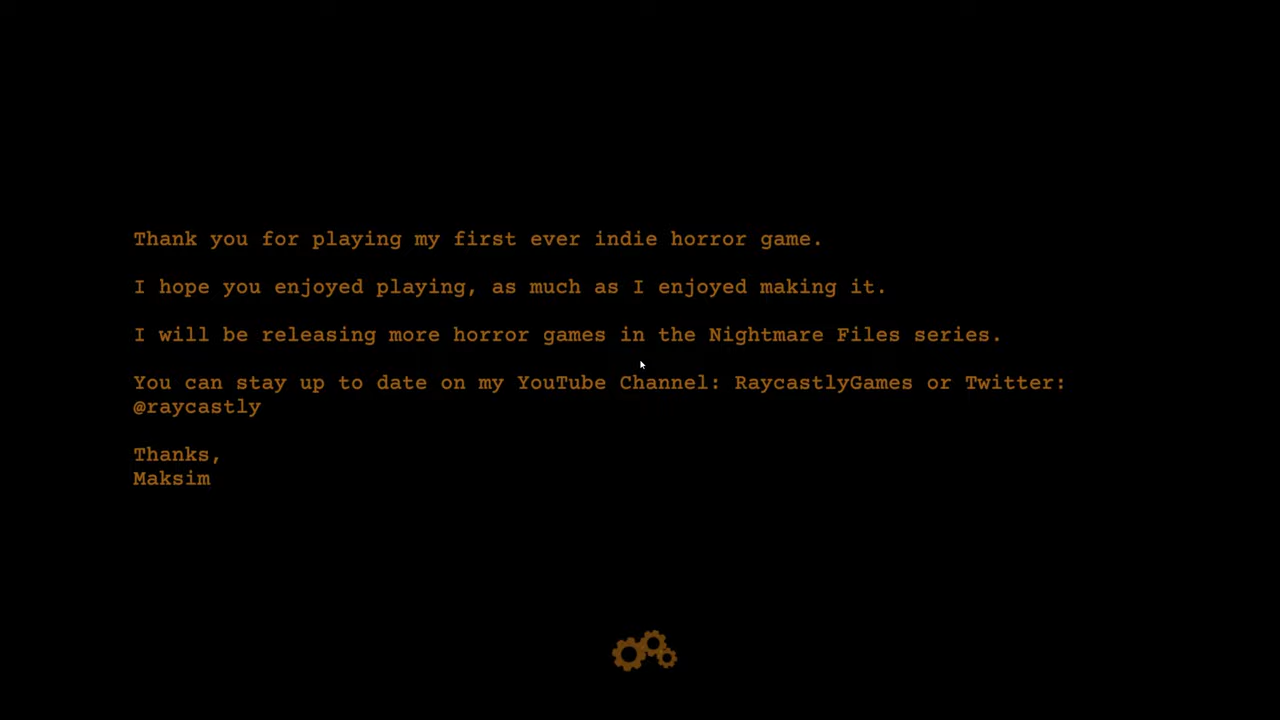 Thank you for playing my first ever indie horror game.
I hope you enjoyed playing, as much as I enjoyed making it.
I will be releasing more horror games in the Nightmare Files series.
You can stay up to date on my YouTube Channel: RaycastlyGames or Twitter:
@raycastly
Thanks,
Maksim